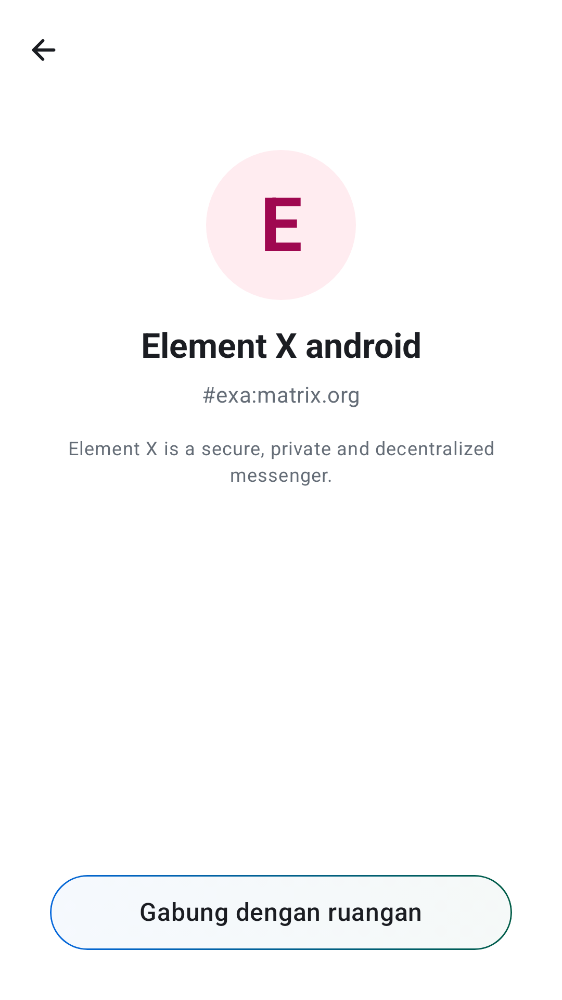 E
Element X android
#exa:matrix.org
Element X is a secure, private and decentralized
messenger.
Gabung dengan ruangan